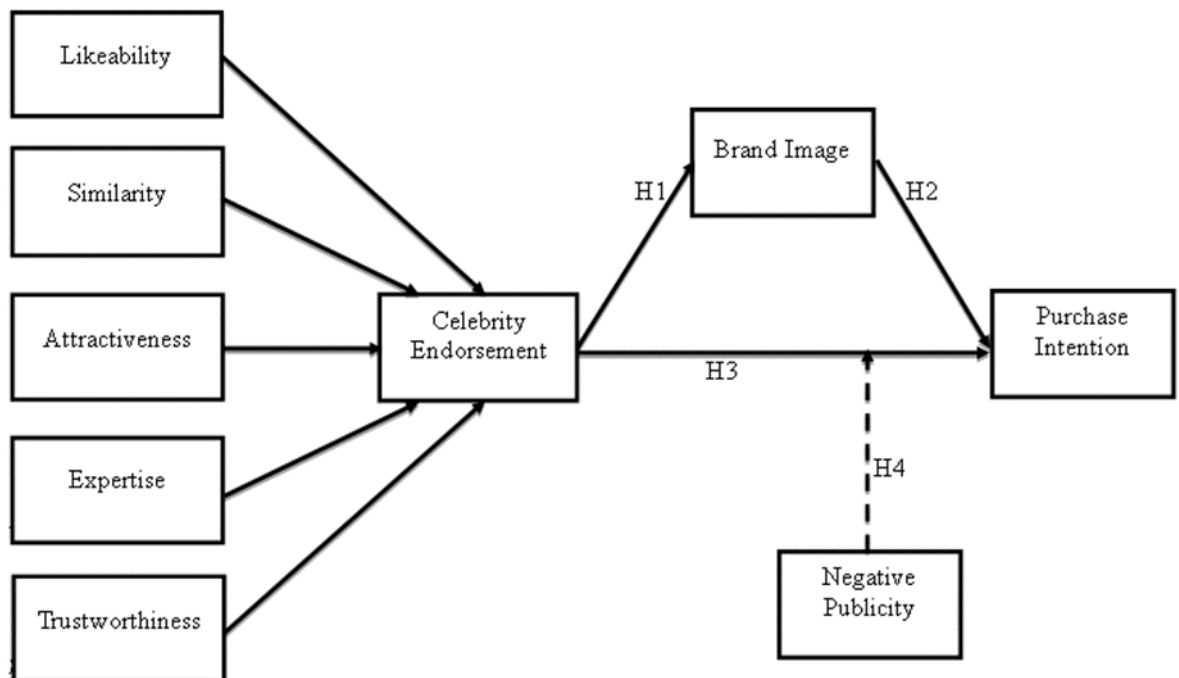 Likeability
Similarity
Attractiveness
Expertise
Trustworthiness
Celebrity
Endorsement
H1
Brand Image
H2
H3
Purchase
Intention
H4
Negative
Publicity